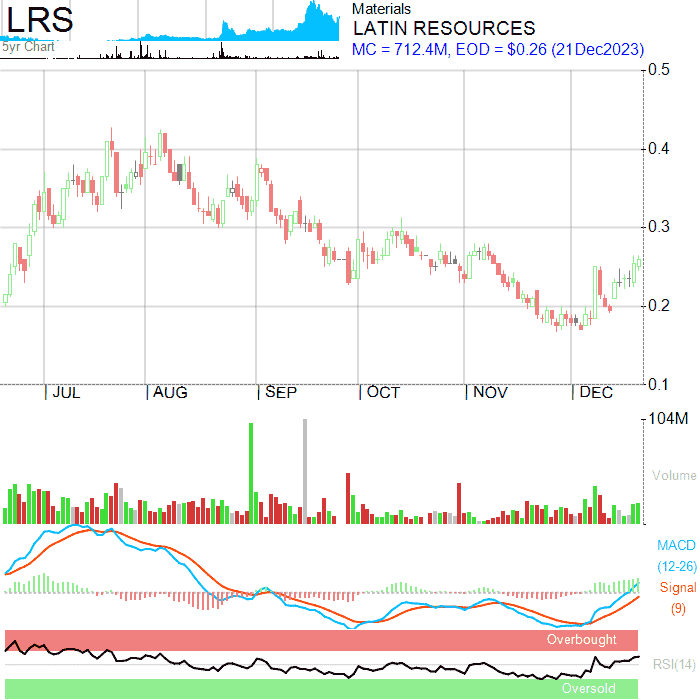 LRS
5yr Chart
Materials
LATIN RESOURCES
MC = 712.4M, EOD = $0.26 (21Dec2023)
0.5
0.4
0.3
0.2
0.1
JUL AUG SEP OCT NOV DEC
104M
Volume
MACD
(12-26)
Signal
(9)
Overbought
RSI(14)
Oversold